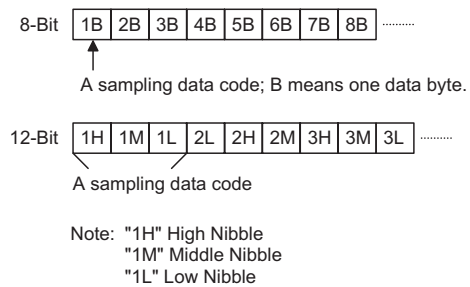 8-Bit 1B 2B 3B 4B 5B 6B 7B 8B
A sampling data code; B means one data byte.
12-Bit 1H 1M 1L 2L 2H 2M 3H 3M 3L
A sampling data code
Note: "1H" High Nibble
"1M" Middle Nibble
"1L" Low Nibble